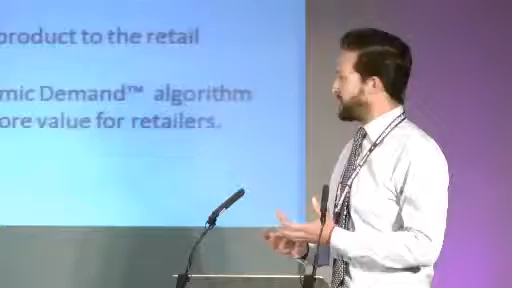 product to the retail
mic Demand™ algorithm
ore value for retailers.